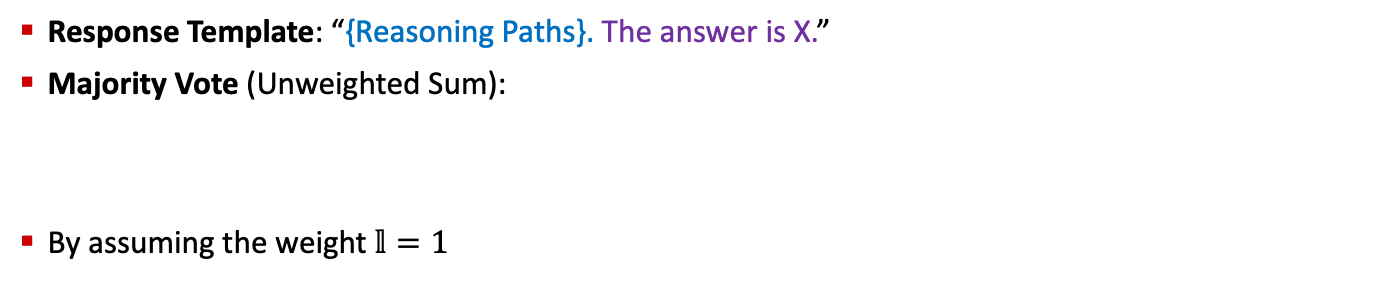 ▪ Response Template: “{Reasoning Paths}. The answer is X.”
▪ Majority Vote (Unweighted Sum):
▪ By assuming the weight 𝕀 = 1